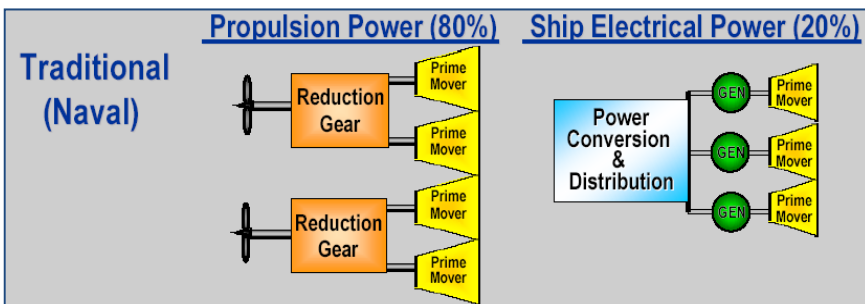 Propulsion Power (80%)
Ship Electrical Power (20%)
Traditional
(Naval)
Reduction
Gear
Prime
Mover
Prime
Mover
Reduction
Gear
Prime
Mover
Prime
Mover
Power
Conversion
&
Distribution
GEN
Prime
Mover
GEN
Prime
Mover
GEN
Prime
Mover